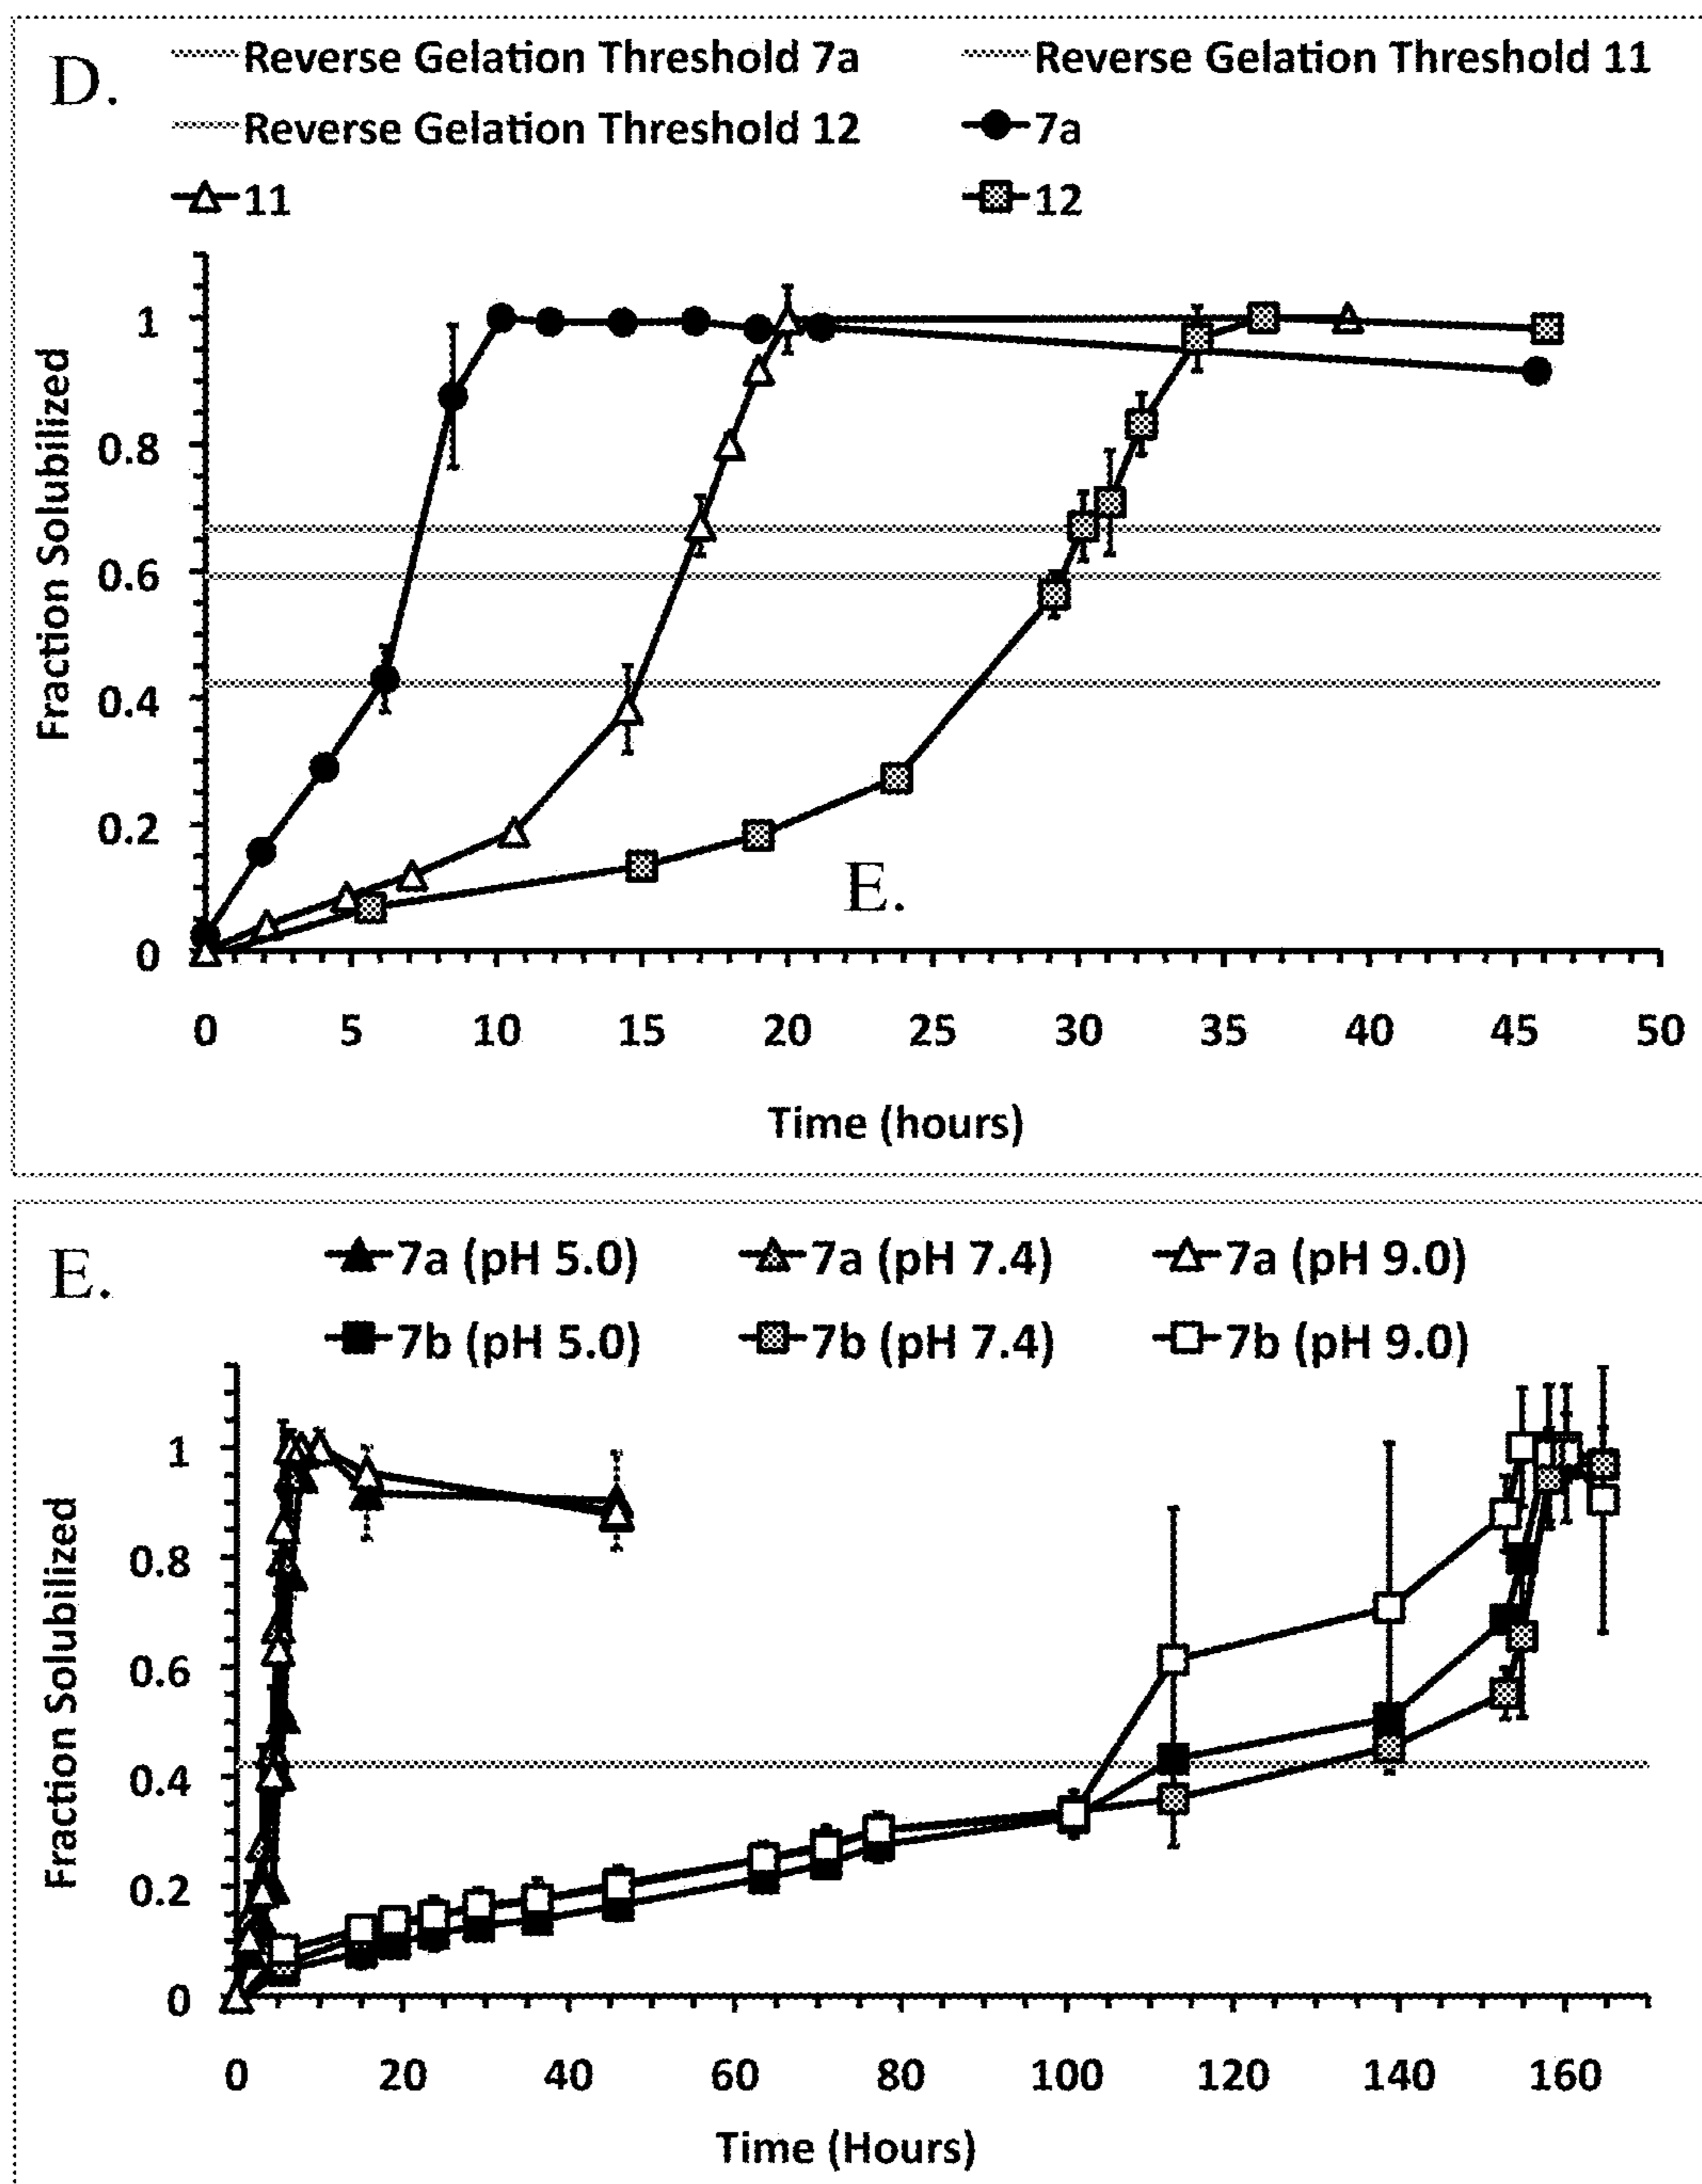 D.
Reverse Gelation Threshold 7a Reverse Gelation Threshold 11
Reverse Gelation Threshold 12 7a
11 12
Fraction Solubilized
1
0.8
0.6
0.4
0.2
0
E.
0 5 10 15 20 25 30 35 40 45 50
Time (hours)
E.
7a (pH 5.0) 7a (pH 7.4) 7a (pH 9.0)
7b (pH 5.0) 7b (pH 7.4) 7b (pH 9.0)
Fraction Solubilized
1
0.8
0.6
0.4
0.2
0
0 20 40 60 80 100 120 140 160
Time (Hours)